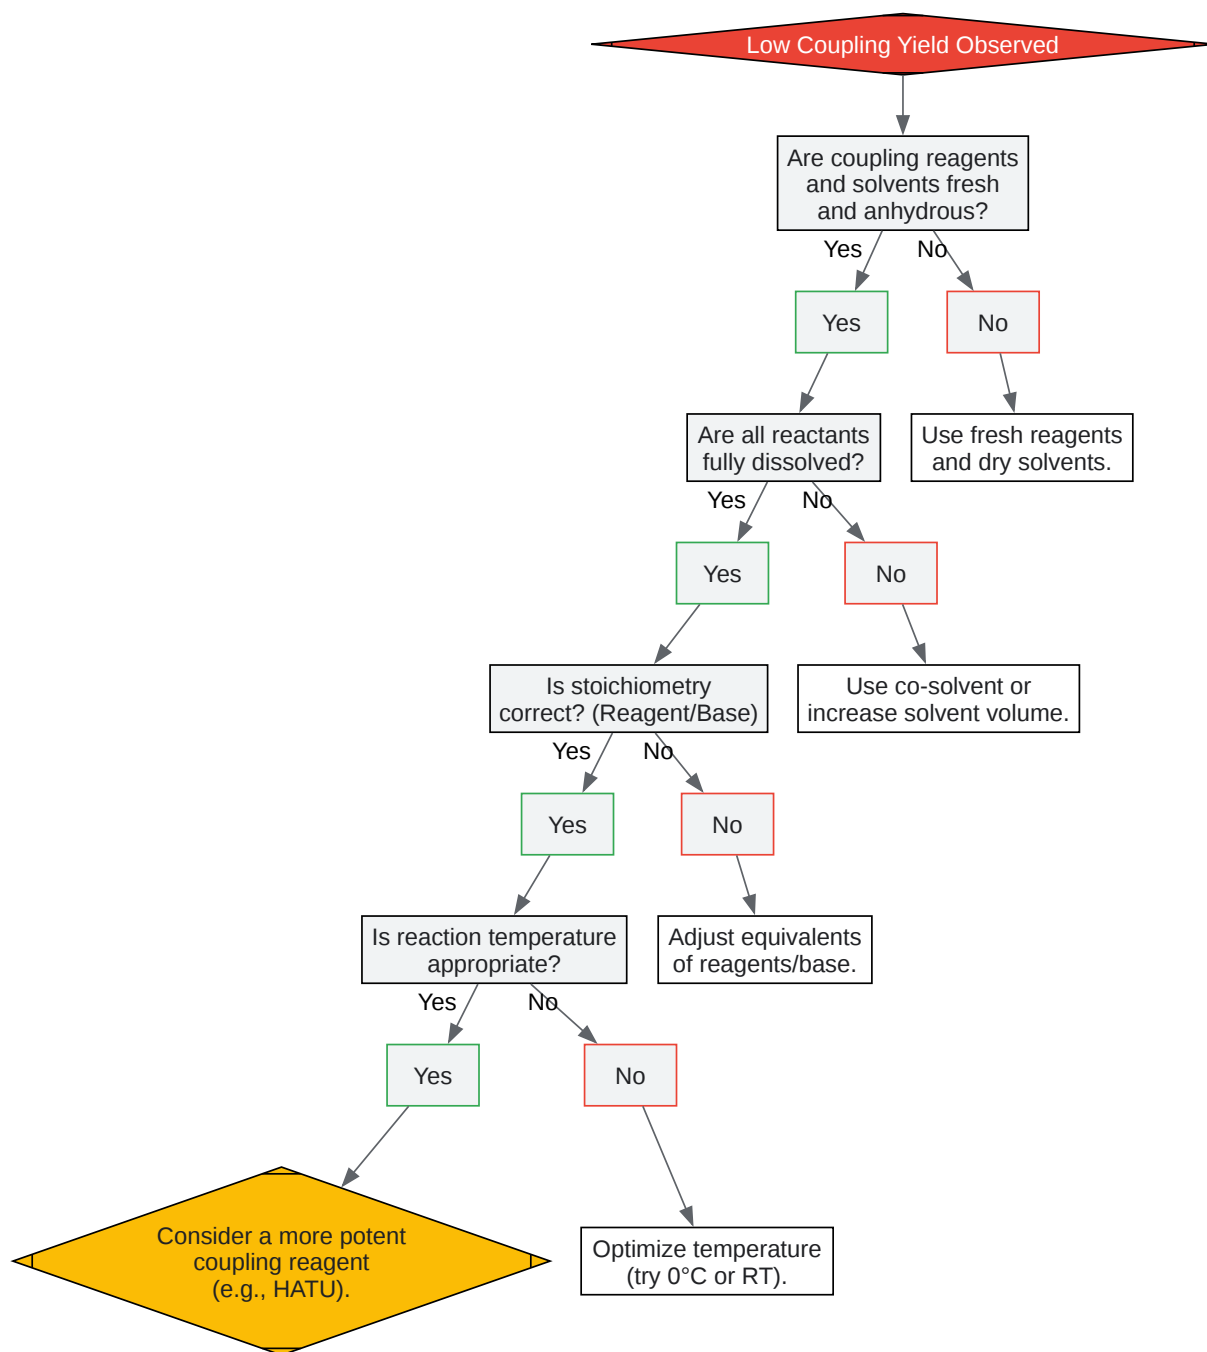 Low Coupling Yield Observed
Are coupling reagents
and solvents fresh
and anhydrous?
Yes
No
Yes
No
Are all reactants
fully dissolved?
Use fresh reagents
and dry solvents.
Yes
No
Yes
No
Is stoichiometry
correct? (Reagent/Base)
Use co-solvent or
increase solvent volume.
Yes
No
Yes
No
Is reaction temperature
appropriate?
Adjust equivalents
of reagents/base.
Yes
No
Yes
No
Consider a more potent
coupling reagent
(e.g., HATU).
Optimize temperature
(try 0°C or RT).